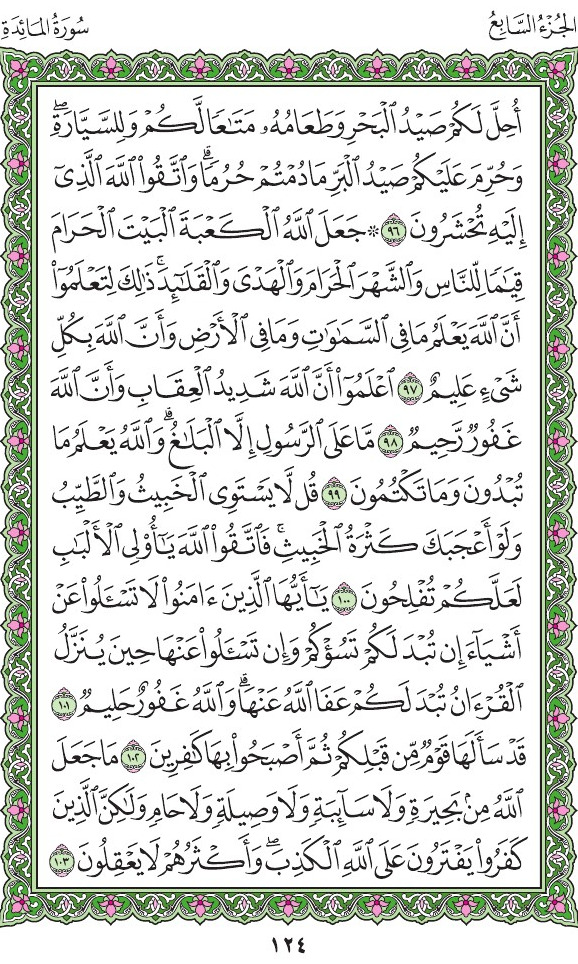 الجُزْءُ السَّابِعُ
سُورَةُ المَائِدَةِ
أُحِلَّ لَكُمْ صَيْدُ ٱلْبَحْرِ وَطَعَامُهُۥ مَتَٰعًا لَّكُمْ وَلِلسَّيَّارَةِۖ
وَحُرِّمَ عَلَيْكُمْ صَيْدُ ٱلْبَرِّ مَا دُمْتُمْ حُرُمًاۗ وَٱتَّقُوا۟ ٱللَّهَ ٱلَّذِىٓ
إِلَيْهِ تُحْشَرُونَ ٩٦ ۞ جَعَلَ ٱللَّهُ ٱلْكَعْبَةَ ٱلْبَيْتَ ٱلْحَرَامَ
قِيَٰمًا لِّلنَّاسِ وَٱلشَّهْرَ ٱلْحَرَامَ وَٱلْهَدْىَ وَٱلْقَلَٰٓئِدَۚ ذَٰلِكَ لِتَعْلَمُوٓا۟
أَنَّ ٱللَّهَ يَعْلَمُ مَا فِى ٱلسَّمَٰوَٰتِ وَمَا فِى ٱلْأَرْضِ وَأَنَّ ٱللَّهَ بِكُلِّ
شَىْءٍ عَلِيمٌ ٩٧ ٱعْلَمُوٓا۟ أَنَّ ٱللَّهَ شَدِيدُ ٱلْعِقَابِ وَأَنَّ ٱللَّهَ
غَفُورٌ رَّحِيمٌ ٩٨ مَّا عَلَى ٱلرَّسُولِ إِلَّا ٱلْبَلَٰغُۗ وَٱللَّهُ يَعْلَمُ مَا
تُبْدُونَ وَمَا تَكْتُمُونَ ٩٩ قُل لَّا يَسْتَوِى ٱلْخَبِيثُ وَٱلطَّيِّبُ
وَلَوْ أَعْجَبَكَ كَثْرَةُ ٱلْخَبِيثِۚ فَٱتَّقُوا۟ ٱللَّهَ يَٰٓأُو۟لِى ٱلْأَلْبَٰبِ
لَعَلَّكُمْ تُفْلِحُونَ ١٠٠ يَٰٓأَيُّهَا ٱلَّذِينَ ءَامَنُوا۟ لَا تَسْـَٔلُوا۟ عَنْ
أَشْيَآءَ إِن تُبْدَ لَكُمْ تَسُؤْكُمْ وَإِن تَسْـَٔلُوا۟ عَنْهَا حِينَ يُنَزَّلُ
ٱلْقُرْءَانُ تُبْدَ لَكُمْ عَفَا ٱللَّهُ عَنْهَاۗ وَٱللَّهُ غَفُورٌ حَلِيمٌ ١٠١
قَدْ سَأَلَهَا قَوْمٌ مِّن قَبْلِكُمْ ثُمَّ أَصْبَحُوا۟ بِهَا كَٰفِرِينَ ١٠٢ مَا جَعَلَ
ٱللَّهُ مِنۢ بَحِيرَةٍ وَلَا سَآئِبَةٍ وَلَا وَصِيلَةٍ وَلَا حَامٍ وَلَٰكِنَّ ٱلَّذِينَ
كَفَرُوا۟ يَفْتَرُونَ عَلَى ٱللَّهِ ٱلْكَذِبَۖ وَأَكْثَرُهُمْ لَا يَعْقِلُونَ ١٠٣
١٢٤